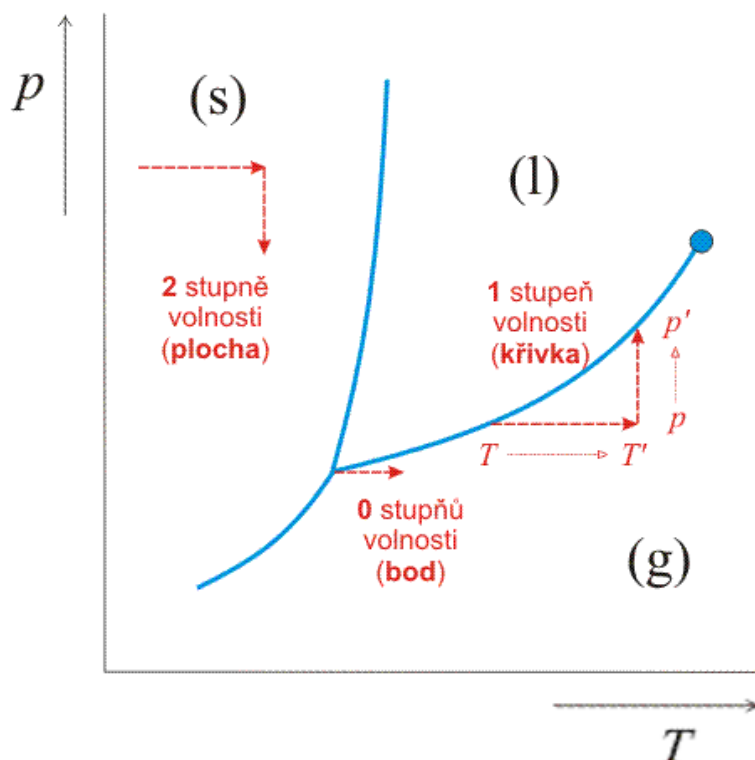 p
(s)
(l)
2 stupně
volnosti
(plocha)
1 stupeň
volnosti
(křivka)
p′
p
T
T′
0 stupňů
volnosti
(bod)
(g)
T